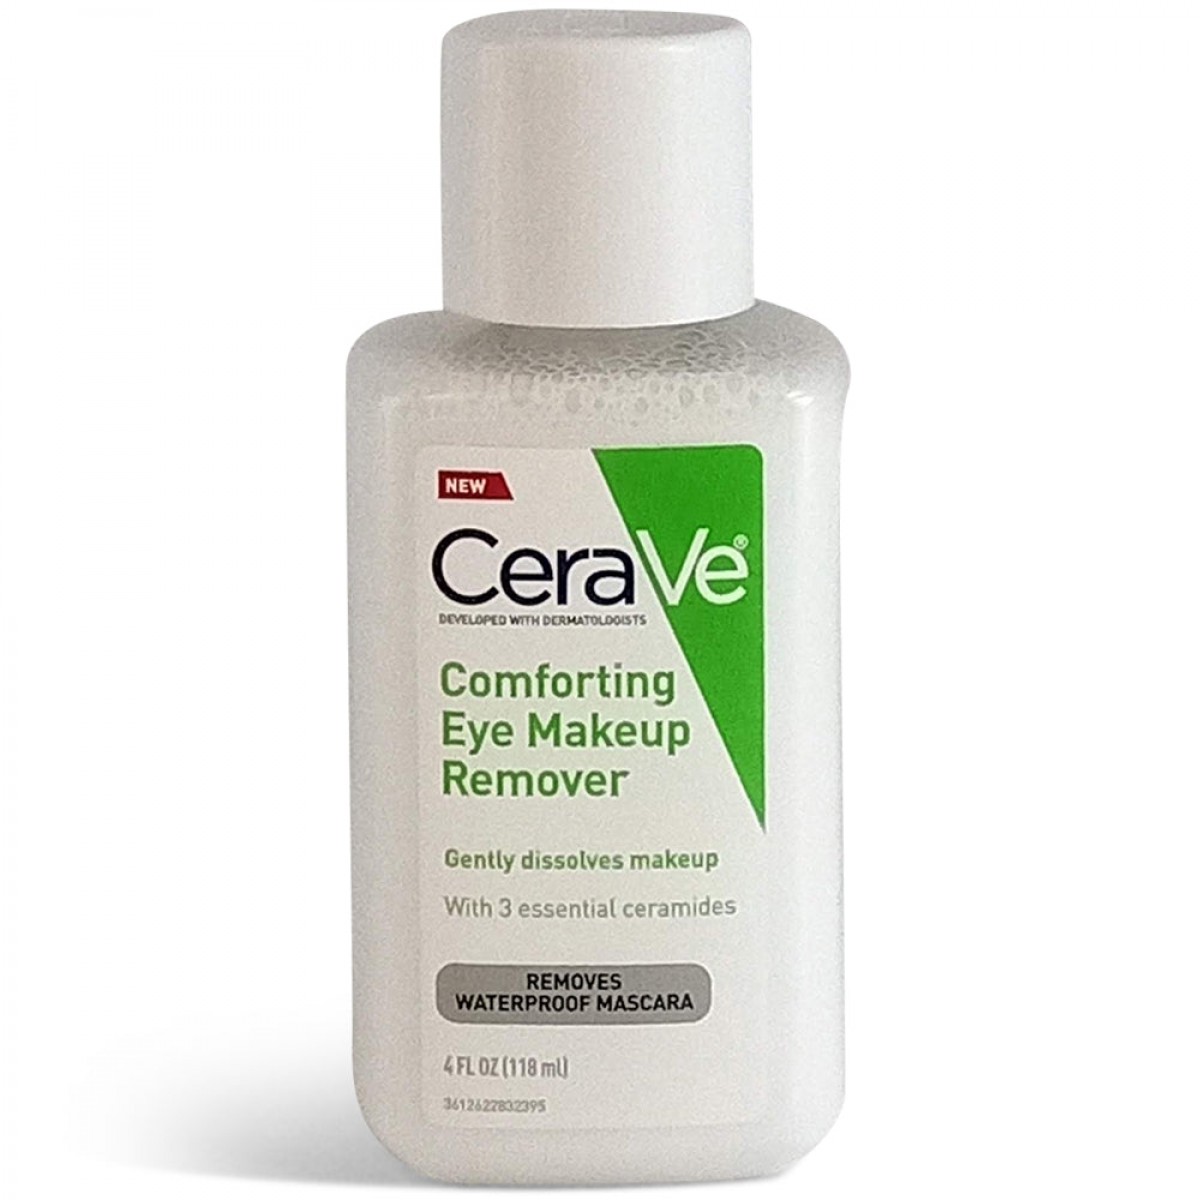 NEW
CeraVe®
DEVELOPED WITH DERMATOLOGISTS
Comforting
Eye Makeup
Remover
Gently dissolves makeup
With 3 essential ceramides
REMOVES
WATERPROOF MASCARA
4 FL OZ (118 ml)
3612622832395